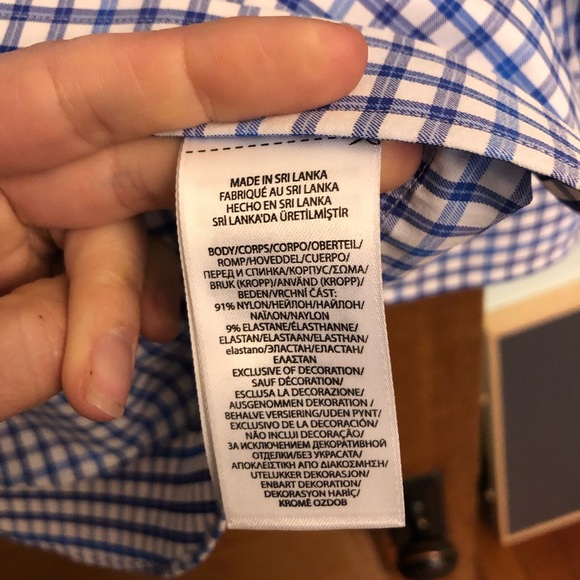 MADE IN SRI LANKA
FABRIQUÉ AU SRI LANKA
HECHO EN SRI LANKA
SRİ LANKA'DA ÜRETİLMİŞTİR
BODY/CORPS/CORPO/OBERTEIL/
ROMP/HOVEDDEL/CUERPO/
ПЕРЕД И СПИНКА/КОРПУС/ΣΩΜΑ/
BRUK (KROPP)/ANVÄND (KROPP)/
BEDEN/VRCHNÍ ČÁST:
91% NYLON/НЕЙЛОН/НАЙЛОН/
ΝΑΪΛΟΝ/NAYLON
9% ELASTANE/ÉLASTHANNE/
ELASTAN/ELASTAAN/ELASTHAN/
elastano/ЭЛАСТАН/ЕЛАСТАН/
ΕΛΑΣΤΑΝ
EXCLUSIVE OF DECORATION/
SAUF DÉCORATION/
ESCLUSA LA DECORAZIONE/
AUSGENOMMEN DEKORATION/
BEHALVE VERSIERING/UDEN PYNT/
EXCLUSIVO DE DECORACIÓN/
NÃO INCLUI DECORAÇÃO/
ЗА ИСКЛЮЧЕНИЕМ ДЕКОРАТИВНОЙ
ОТДЕЛКИ/БЕЗ УКРАСАТА/
ΑΠΟΚΛΕΙΣΤΙΚΗ ΑΠΟ ΔΙΑΚΟΣΜΗΣΗ/
UTELUKKER DEKORASJON/
ENBART DEKORATION/
DEKORASYON HARİÇ/
KROMĚ OZDOB